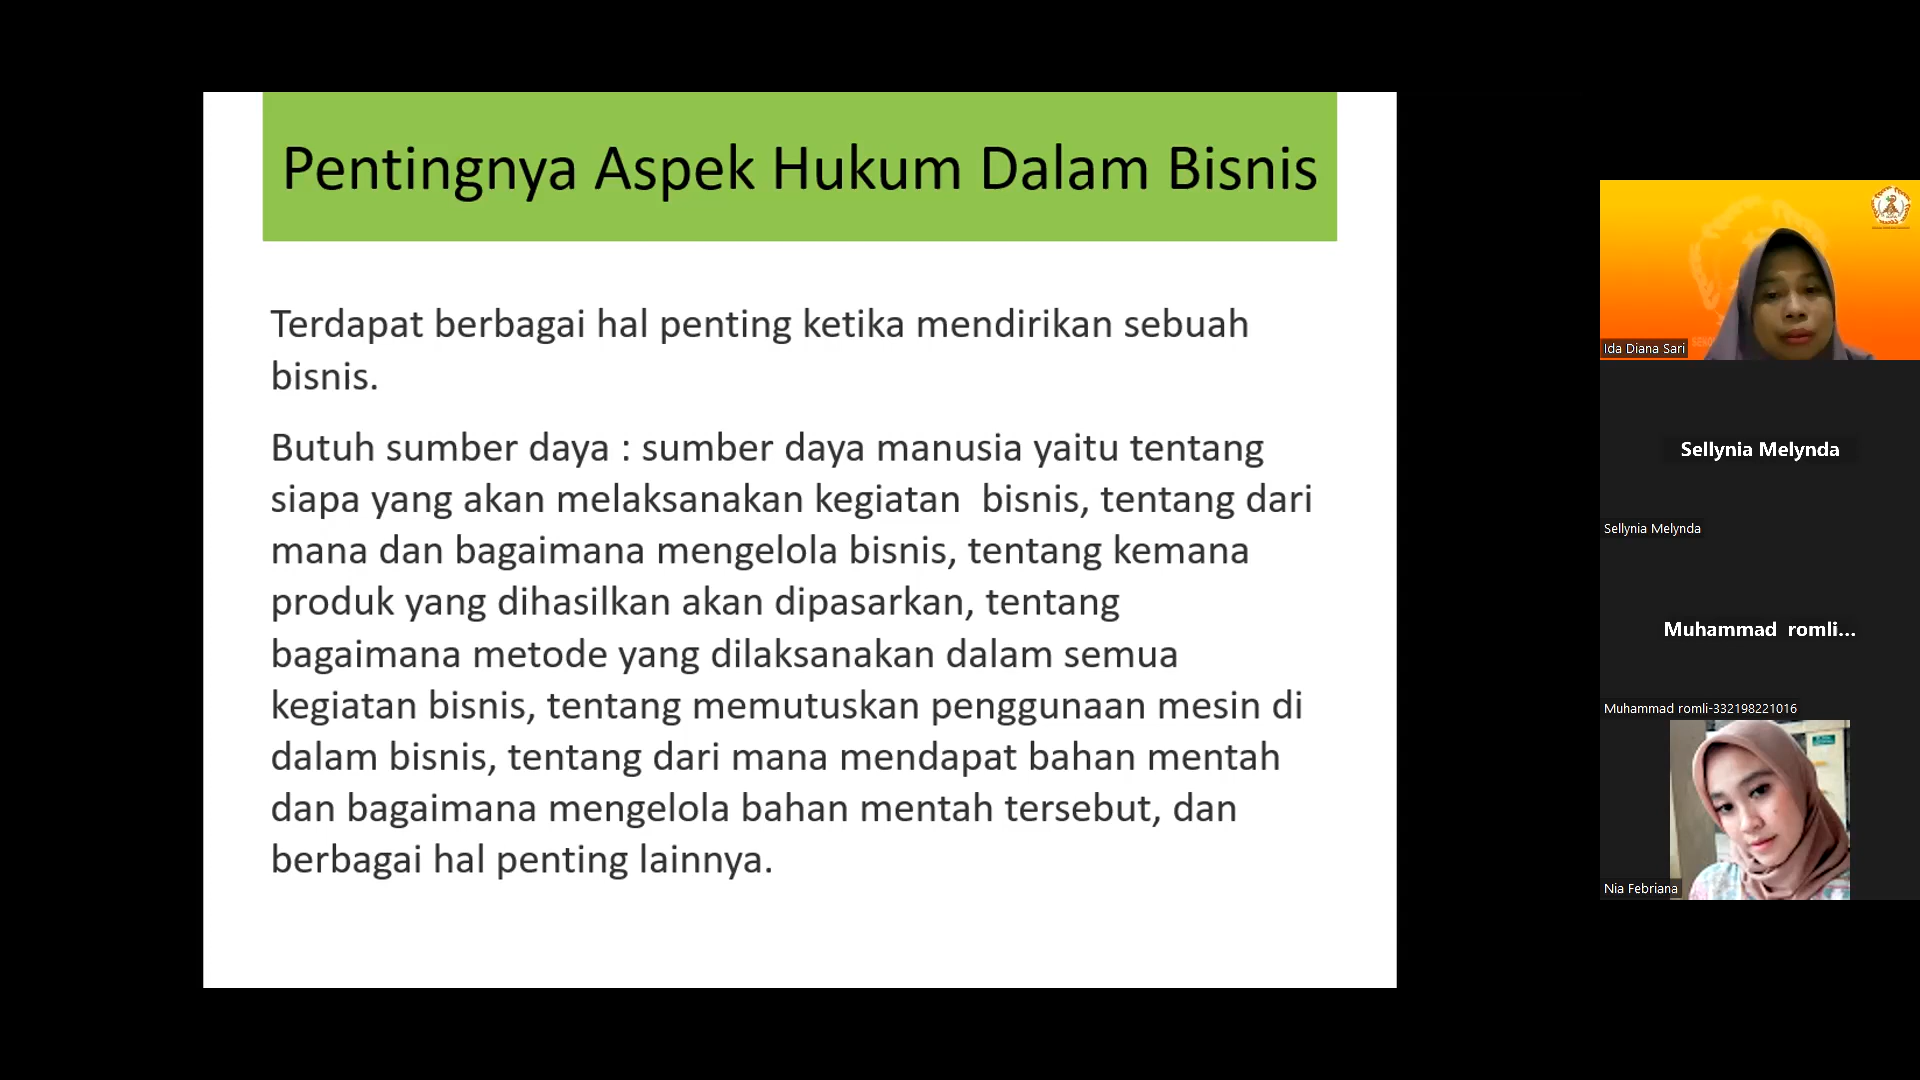 Pentingnya Aspek Hukum Dalam Bisnis
Terdapat berbagai hal penting ketika mendirikan sebuah
bisnis.
Butuh sumber daya : sumber daya manusia yaitu tentang
siapa yang akan melaksanakan kegiatan  bisnis, tentang dari
mana dan bagaimana mengelola bisnis, tentang kemana
produk yang dihasilkan akan dipasarkan, tentang
bagaimana metode yang dilaksanakan dalam semua
kegiatan bisnis, tentang memutuskan penggunaan mesin di
dalam bisnis, tentang dari mana mendapat bahan mentah
dan bagaimana mengelola bahan mentah tersebut, dan
berbagai hal penting lainnya.
Ida Diana Sari
Sellynia Melynda
Sellynia Melynda
Muhammad  romli...
Muhammad romli-332198221016
Nia Febriana